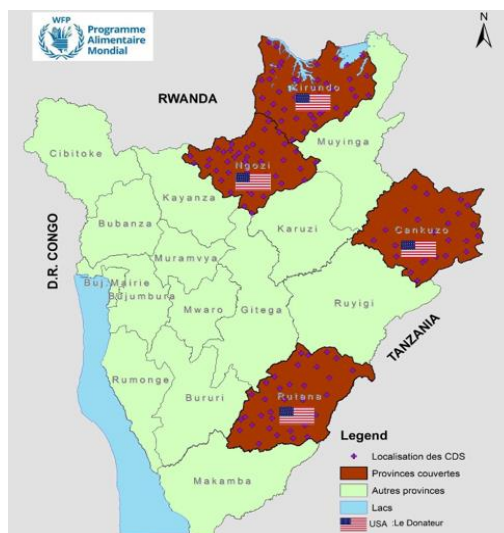 WFP
Programme
Alimentaire
Mondial
N
RWANDA
Kirundo
Muyinga
Cibitoke
Ngozi
Kayanza
Bubanza
Cankuzo
Karuzi
Muramvya
D.R. CONGO
Buj.Mairie
Bujumbura
Mwaro
Gitega
Ruyigi
TANZANIA
Rumonge
Bururi
Rutana
Makamba
Legend
Localisation des CDS
Provinces couvertes
Autres provinces
Lacs
USA :Le Donateur